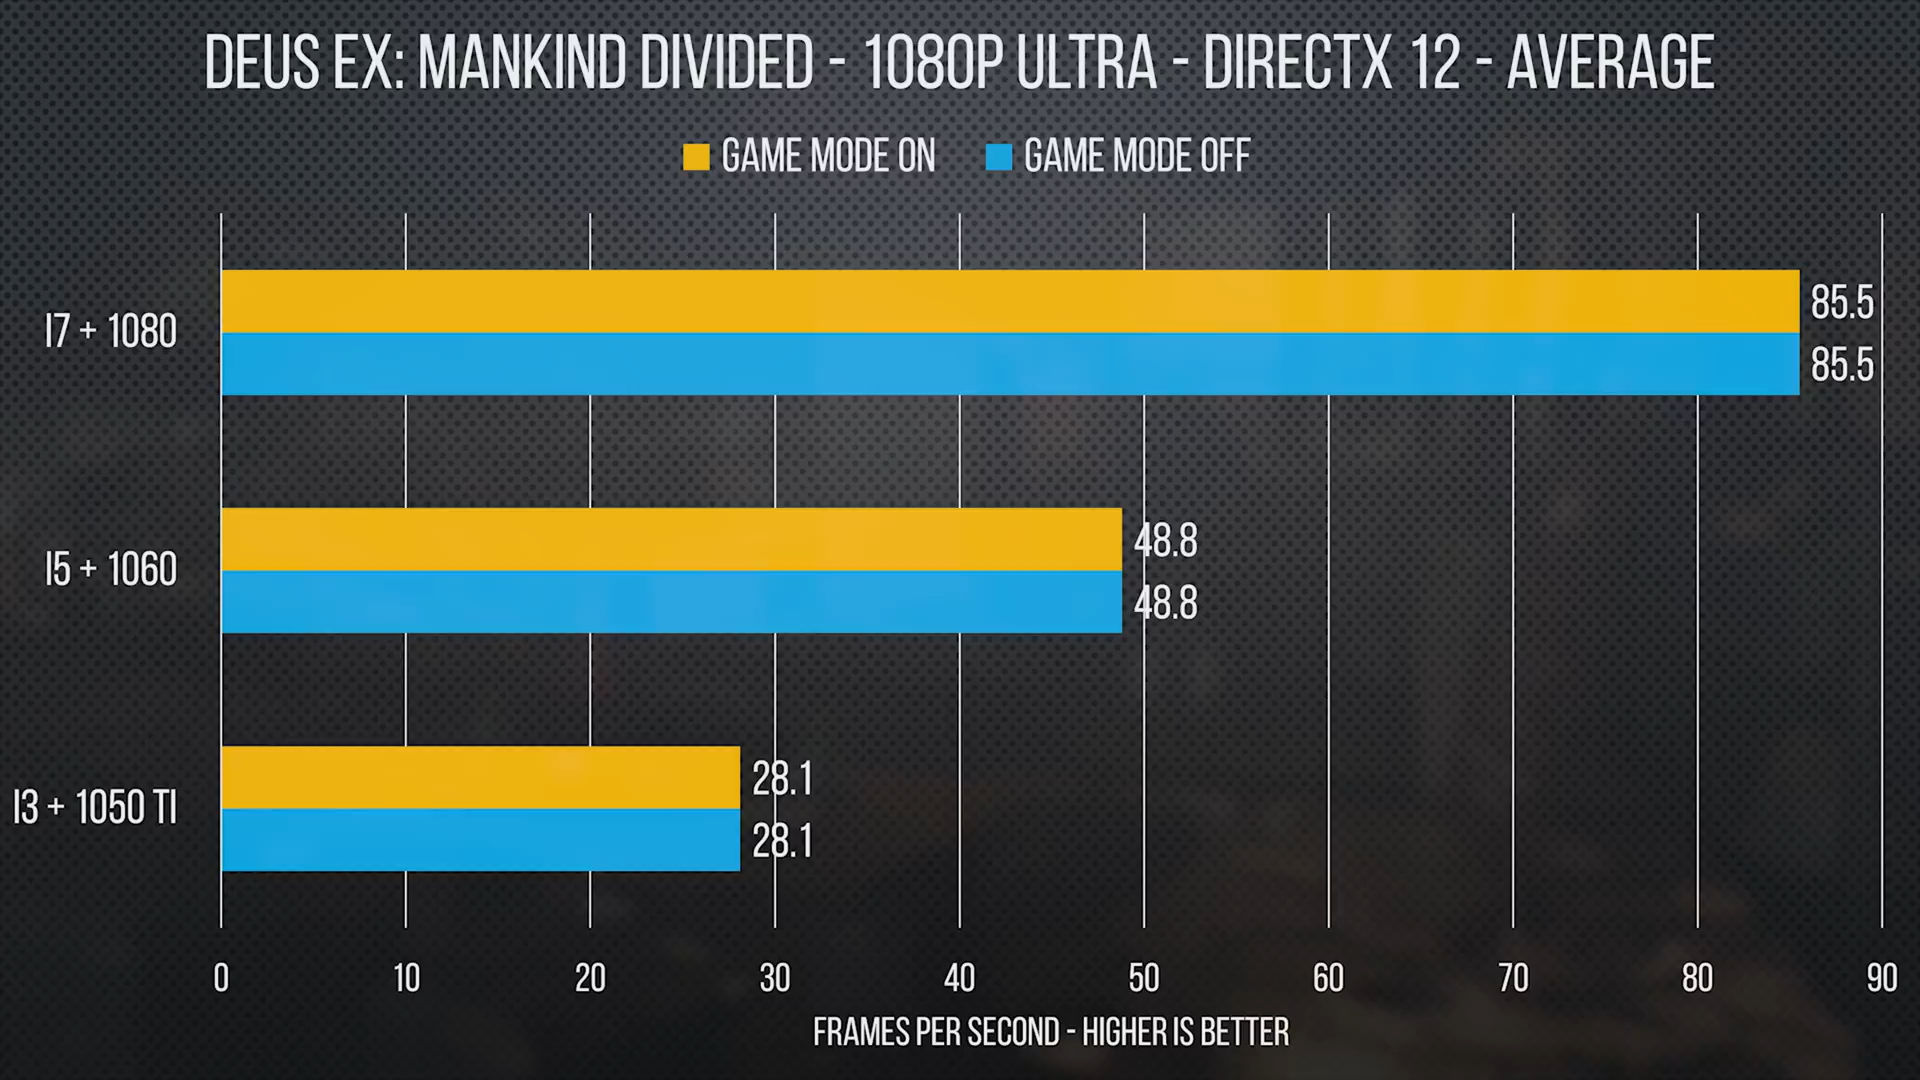 DEUS EX: MANKIND DIVIDED - 1080P ULTRA - DIRECTX 12 - AVERAGE
GAME MODE ON GAME MODE OFF
I7 + 1080
85.5
85.5
I5 + 1060
48.8
48.8
I3 + 1050 TI
28.1
28.1
0 10 20 30 40 50 60 70 80 90
FRAMES PER SECOND - HIGHER IS BETTER